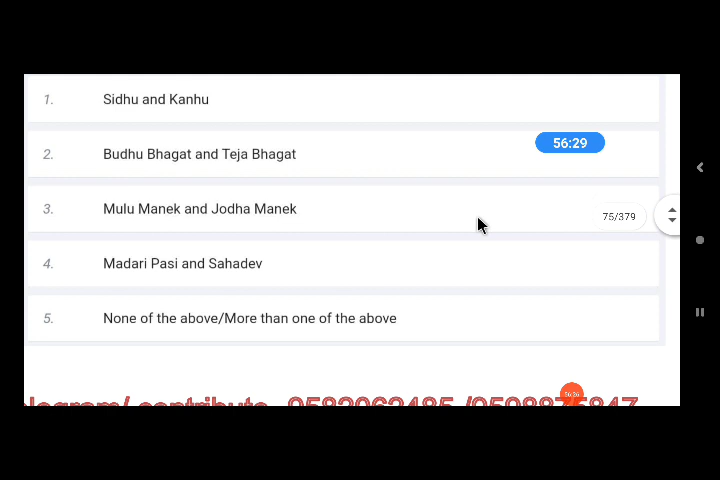 1. Sidhu and Kanhu
56:29
2. Budhu Bhagat and Teja Bhagat
3. Mulu Manek and Jodha Manek
75/379
4. Madari Pasi and Sahadev
5. None of the above/More than one of the above